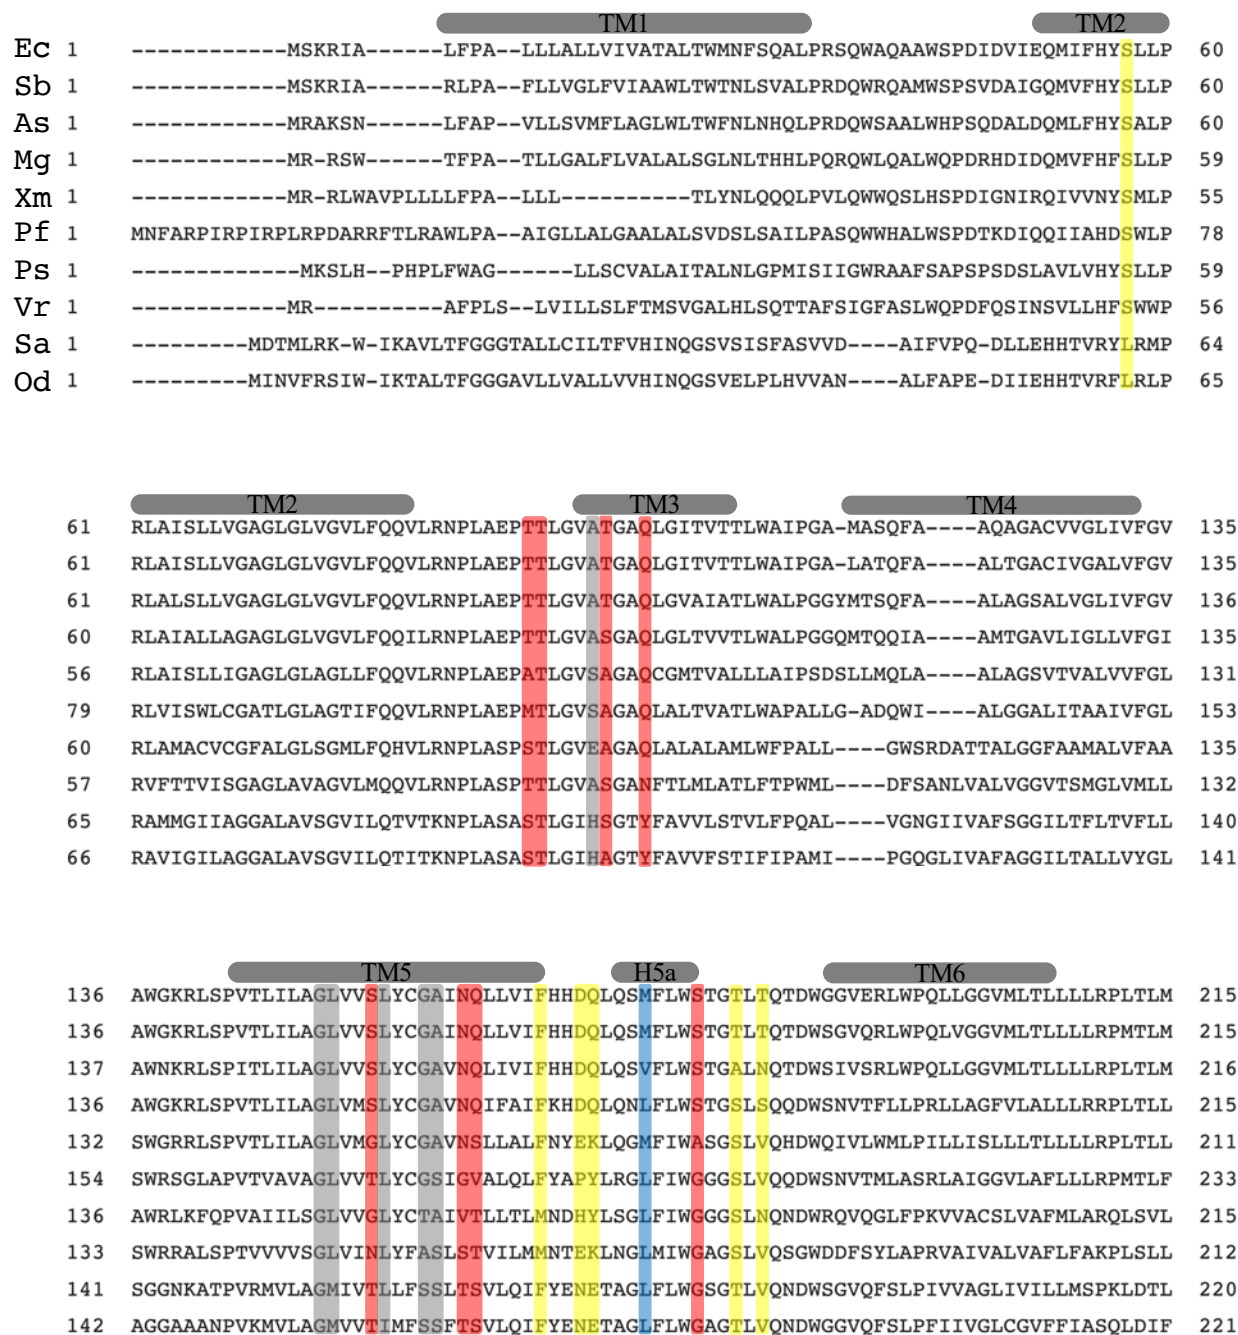 TM1 TM2
Ec 1 ------------MSKRIA------LFPA--LLLALLVIVATALTWMNFSQALPRSQWAQAAWSPDIDVIEQMIFHYSLLP 60
Sb 1 ------------MSKRIA------RLPA--FLLVGLFVIAAWLTWTNLSVALPRDQWRQAMWSPSVDAIGQMVFHYSLLP 60
As 1 ------------MRAKSN------LFAP--VLLSVMFLAGLWLTWFNLNHQLPRDQWSAALWHPSQDALDQMLFHYSALP 60
Mg 1 ------------MR-RSW------TFPA--TLLGALFLVALALSGLNLTHHLPQRQWLQALWQPDRHDIDQMVFHFSLLP 59
Xm 1 ------------MR-RLWAVPLLLLLFPA--LLL----------TLYNLQQQLPVLQWWQSLHSPDIGNIRQIVVNYSMLP 55
Pf 1 MNFARPIRPIRPLRPDARRFTLRAWLPA--AIGLLALGAALALSVDSLSAILPASQWWHALWSPDTKDIQQIIAHDSWLP 78
Ps 1 -------------MKSLH--PHPLFWAG------LLSCVALAITALNLGPMISIIGWRAAFSAPSPSDSLAVLVHYSLLP 59
Vr 1 ------------MR----------AFPLS--LVILLSLFTMSVGALHLSQTTAFSIGFASLWQPDFQSINSVLLHFSWWP 56
Sa 1 ---------MDTMLRK-W-IKAVLTFGGGTALLCILTFVHINQGSVSISFASVVD----AIFVPQ-DLLEHHTVRYLRMP 64
Od 1 ---------MINVFRSIW-IKTALTFGGGAVLLVALLVVHINQGSVELPLHVVAN----ALFAPE-DIIEHHTVRFLRLP 65
TM2 TM3 TM4
61 RLAISLLVGAGLGLVGVLFQQVLRNPLAEPTTLGVATGAQLGITVTTLWAIPGA-MASQFA----AQAGACVVGLIVFGV 135
61 RLAISLLVGAGLGLVGVLFQQVLRNPLAEPTTLGVATGAQLGITVTTLWAIPGA-LATQFA----ALTGACIVGALVFGV 135
61 RLALSLLVGAGLGLVGVLFQQVLRNPLAEPTTLGVATGAQLGVAIATLWALPGGYMTSQFA----ALAGSALVGLIVFGV 136
60 RLAIALLAGAGLGLVGVLFQQILRNPLAEPTTLGVASGAQLGLTVVTLWALPGGQMTQQIA----AMTGAVLIGLLVFGI 135
56 RLAISLLIGAGLGLAGLLFQQVLRNPLAEPATLGVSAGAQCGMTVALLLAIPSDSLLMQLA----ALAGSVTVALVVFGL 131
79 RLVISWLCGATLGLAGTIFQQVLRNPLAEPMTLGVSAGAQLALTVATLWAPALLG-ADQWI----ALGGALITAAIVFGL 153
60 RLAMACVCGFALGLSGMLFQHVLRNPLASPSTLGVEAGAQLALALAMLWFPALL----GWSRDATTALGGFAAMALVFAA 135
57 RVFTTVISGAGLAVAGVLMQQVLRNPLASPTTLGVASGANFTLMLATLFTPWML----DFSANLVALVGGVTSMGLVMLL 132
65 RAMMGIIAGGALAVSGVILQTVTKNPLASASTLGIHSGTYFAVVLSTVLFPQAL----VGNGIIVAFSGGILTFLTVFLL 140
66 RAVIGILAGGALAVSGVILQTITKNPLASASTLGIHAGTYFAVVFSTIFIPAMI----PGQGLIVAFAGGILTALLVYGL 141
TM5 H5a TM6
136 AWGKRLSPVTLILAGLVVSLYCGAINQLLVIFHHDQLQSMFLWSTGTLTQTDWGGVERLWPQLLGGVMLTLLLLRPLTLM 215
136 AWGKRLSPVTLILAGLVVSLYCGAINQLLVIFHHDQLQSMFLWSTGTLTQTDWSGVQRLWPQLVGGVMLTLLLLRPMTLM 215
137 AWNKRLSPITLILAGLVVSLYCGAVNQLIVIFHHDQLQSVFLWSTGALNQTDWSIVSRLWPQLLGGVMLTLLLLRPLTLM 216
136 AWGKRLSPVTLILAGLVMSLYCGAVNQIFAIFKHDQLQNLFLWSTGSLSQQDWSNVTFLLPRLLAGFVLALLLLRRPLTLL 215
132 SWGRRLSPVTLILAGLVMGLYCGAVNSLLALFNYEKLQGMFIWASGSLVQHDWQIVLWMLPILLISLLLTLLLLRPLTLL 211
154 SWRSGLAPVTVAVAGLVVTLYCGSIGVALQLFYAPYLRGLFIWGGGSLVQQDWSNVTMLASRLAIGGVLAFLLLRPMTLF 233
136 AWRLKFQPVAIILSGLVVGLYCTAIVTLLTLMNDHYLSGLFIWGGGSLNQNDWRQVQGLFPKVVACSLVAFMLARQLSVL 215
133 SWRRALSPTVVVVSGLVINLYFASLSTVILMMNTEKLNGLMIWGAGSLVQSGWDDFSYLAPRVAIVALVAFLFAKPLSLL 212
141 SGGNKATPVRMVLAGMIVTLLFSSLTSVLQIFYENETAGLFLWGSGTLVQNDWSGVQFSLPIVVAGLIVILLMSPKLDTL 220
142 AGGAAANPVKMVLAGMVVTIMFSSFTSVLQIFYENETAGLFLWGAGTLVQNDWGGVQFSLPFIIVGLCGVFFIASQLDIF 221